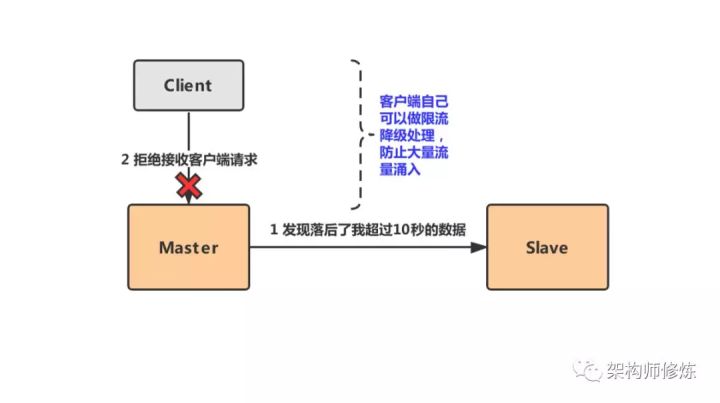 Client
客户端自己
可以做限流
降级处理，
防止大量流
量涌入
2 拒绝接收客户端请求
Master
1 发现落后了我超过10秒的数据
Slave
架构师修炼